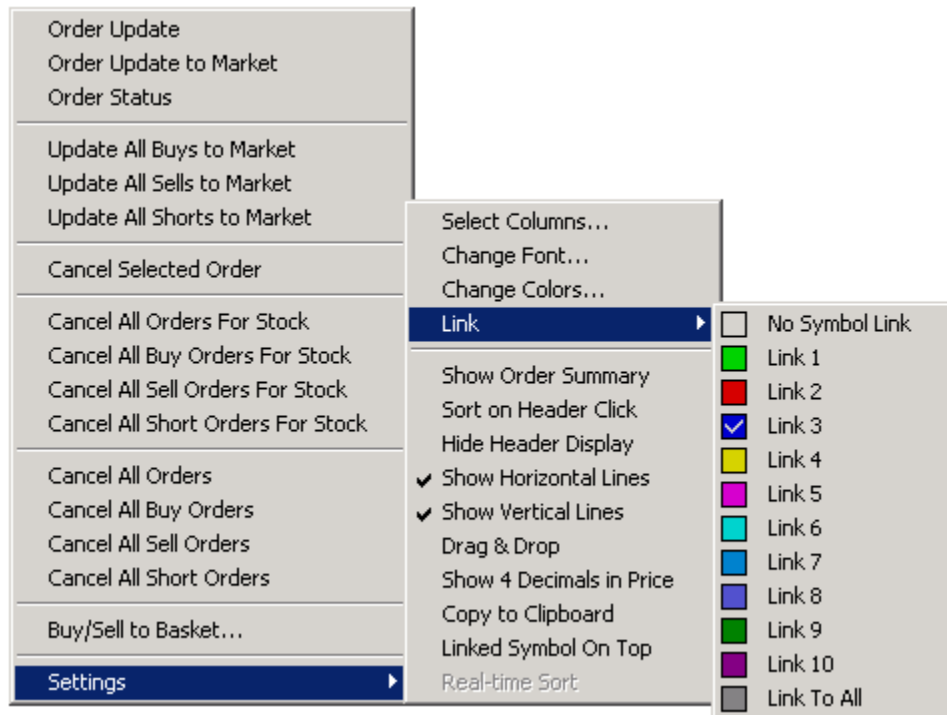 Order Update
Order Update to Market
Order Status
Update All Buys to Market
Update All Sells to Market
Update All Shorts to Market
Cancel Selected Order
Cancel All Orders For Stock
Cancel All Buy Orders For Stock
Cancel All Sell Orders For Stock
Cancel All Short Orders For Stock
Cancel All Orders
Cancel All Buy Orders
Cancel All Sell Orders
Cancel All Short Orders
Buy/Sell to Basket...
Settings
Select Columns...
Change Font...
Change Colors...
Link
Show Order Summary
Sort on Header Click
Hide Header Display
Show Horizontal Lines
Show Vertical Lines
Drag & Drop
Show 4 Decimals in Price
Copy to Clipboard
Linked Symbol On Top
Real-time Sort
No Symbol Link
Link 1
Link 2
Link 3
Link 4
Link 5
Link 6
Link 7
Link 8
Link 9
Link 10
Link To All